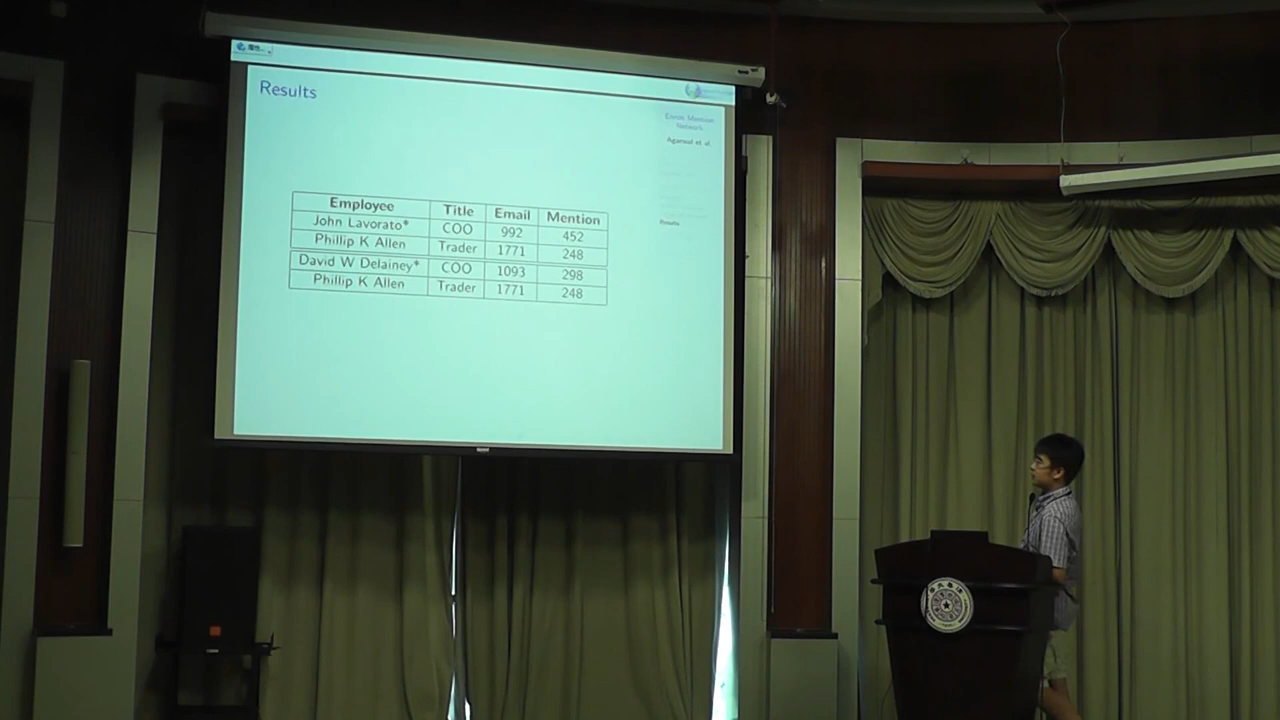 Results
Enron Mention
Network
Agarwal et al.
Results
Employee Title Email Mention
John Lavorato* COO 992 452
Phillip K Allen Trader 1771 248
David W Delainey* COO 1093 298
Phillip K Allen Trader 1771 248